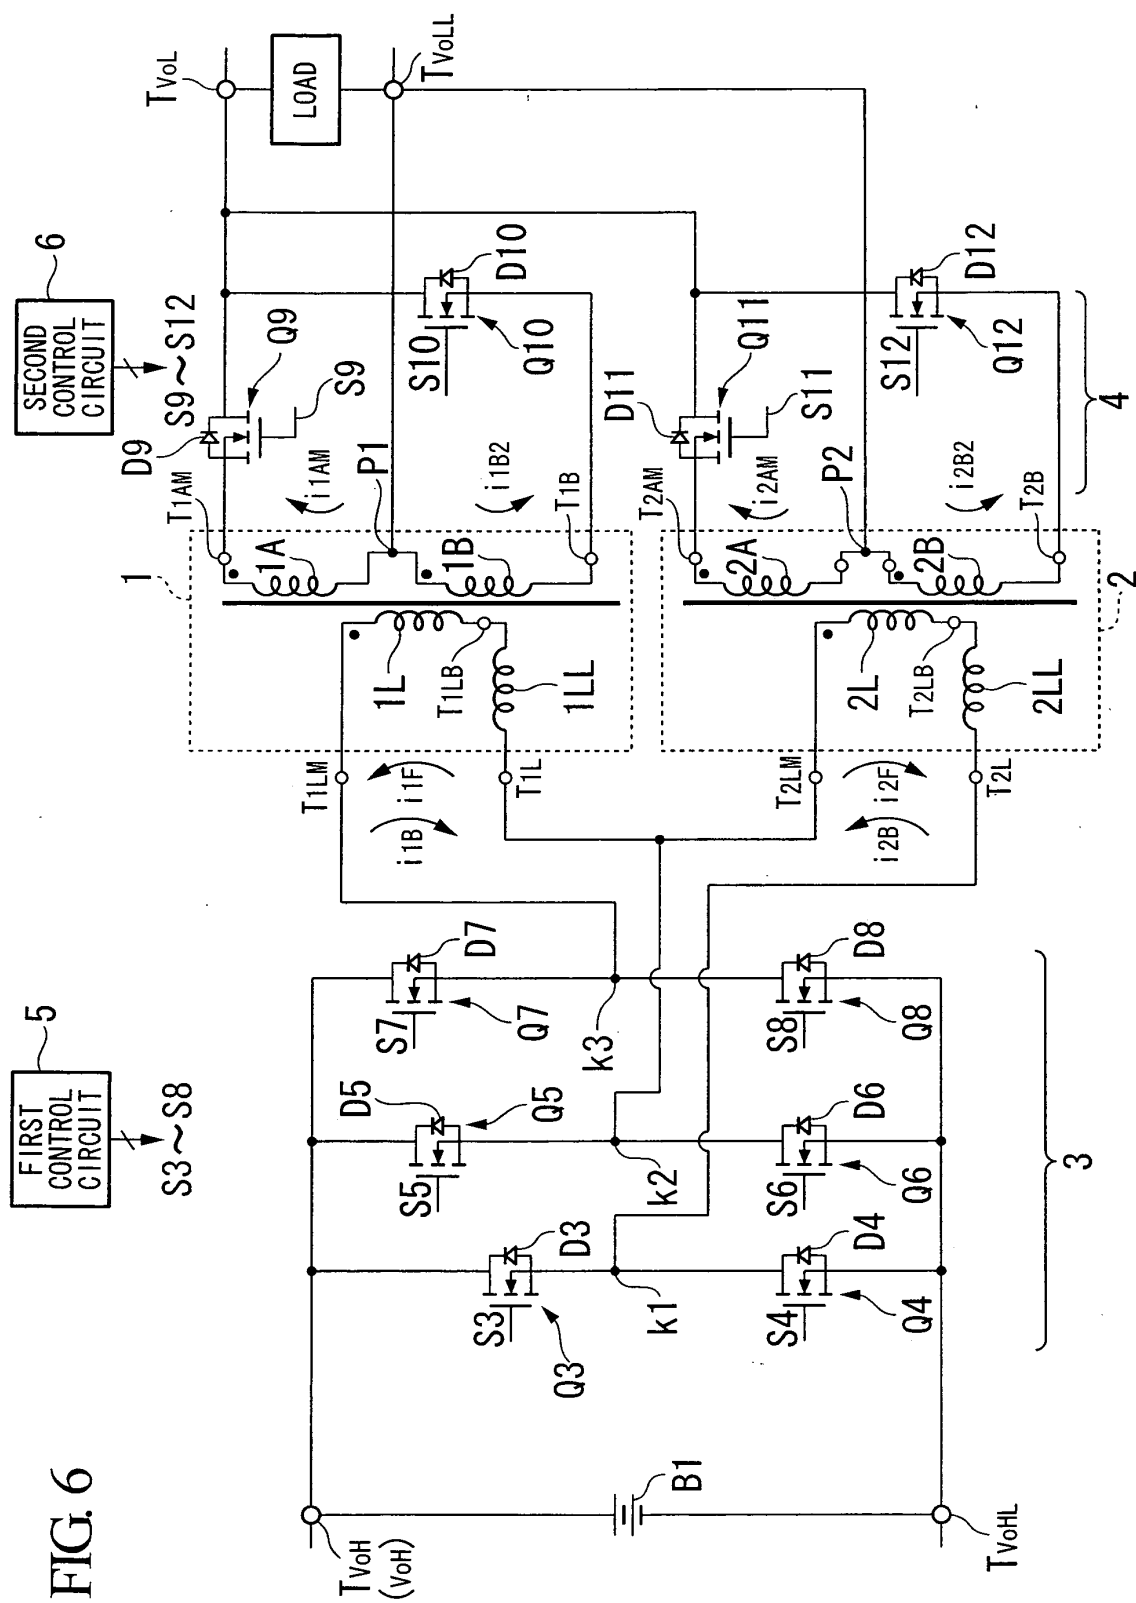 FIG. 6
FIRST
CONTROL
CIRCUIT
5
S3~S8
SECOND
CONTROL
CIRCUIT
6
S9~S12
TVoH
(VoH)
TVoHL
B1
S3
Q3
D3
S4
Q4
D4
k1
S5
Q5
D5
S6
Q6
D6
k2
S7
Q7
D7
S8
Q8
D8
k3
3
i1B
i1F
i2B
i2F
T1LM
T1L
T2LM
T2L
1
1L
T1LB
1LL
1A
1B
2
2L
T2LB
2LL
2A
2B
T1AM
i1AM
P1
i1B2
T1B
T2AM
i2AM
P2
i2B2
T2B
D9
Q9
S9
S10
Q10
D10
D11
Q11
S11
S12
Q12
D12
4
TVoL
LOAD
TVoLL